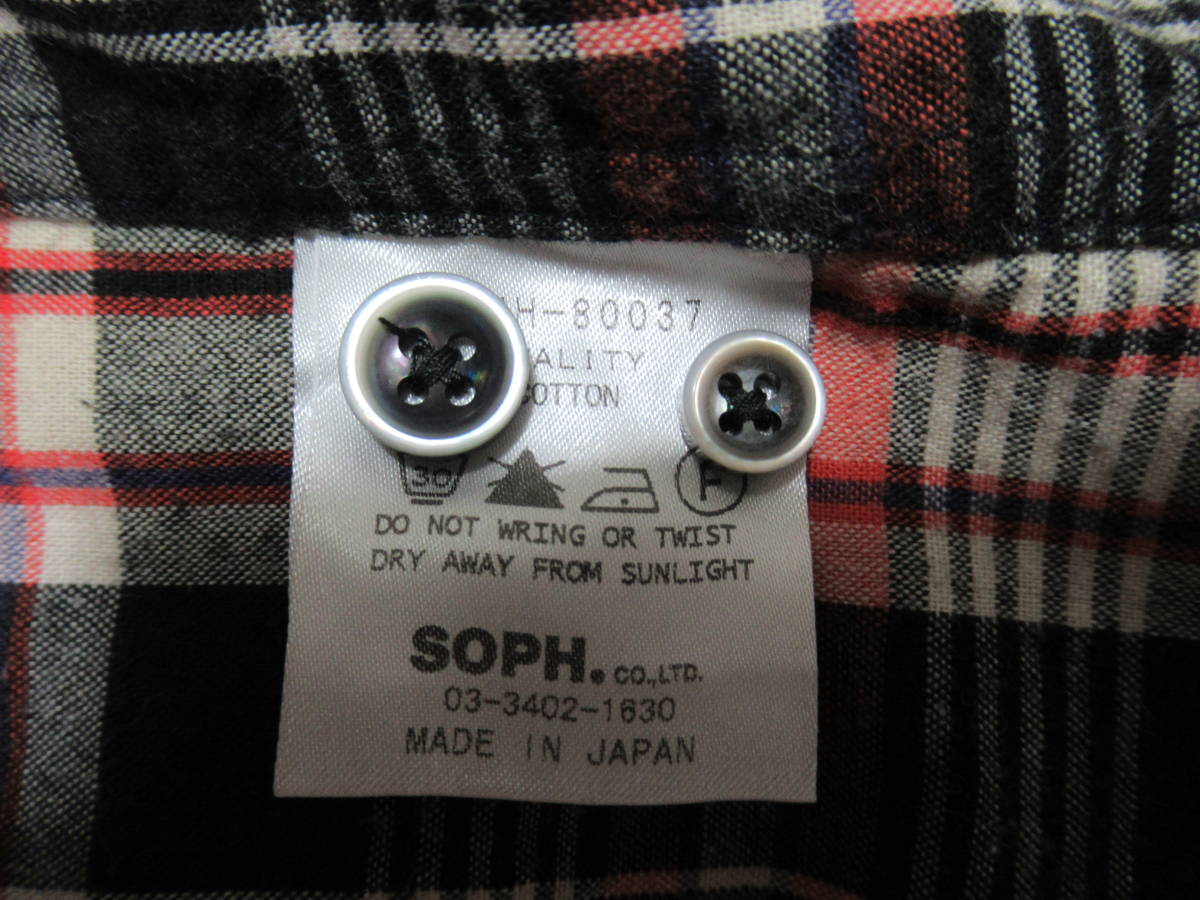 H-80037
ALITY
COTTON
30 F
DO NOT WRING OR TWIST
DRY AWAY FROM SUNLIGHT
SOPH. CO.,LTD.
03-3402-1630
MADE IN JAPAN